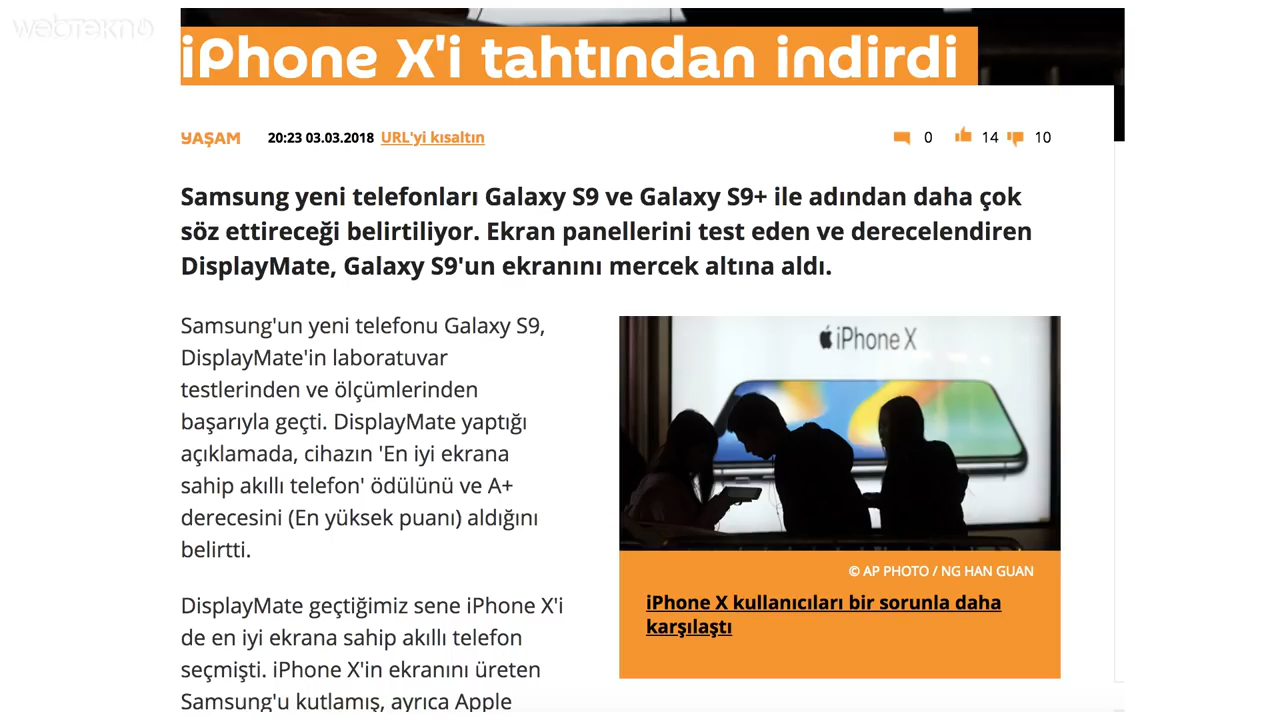 webtekno
iPhone X'i tahtından indirdi
YAŞAM 20:23 03.03.2018 URL'yi kısaltın 0 14 10
Samsung yeni telefonları Galaxy S9 ve Galaxy S9+ ile adından daha çok
söz ettireceği belirtiliyor. Ekran panellerini test eden ve derecelendiren
DisplayMate, Galaxy S9'un ekranını mercek altına aldı.
Samsung'un yeni telefonu Galaxy S9,
DisplayMate'in laboratuvar
testlerinden ve ölçümlerinden
başarıyla geçti. DisplayMate yaptığı
açıklamada, cihazın 'En iyi ekrana
sahip akıllı telefon' ödülünü ve A+
derecesini (En yüksek puanı) aldığını
belirtti.
DisplayMate geçtiğimiz sene iPhone X'i
de en iyi ekrana sahip akıllı telefon
seçmişti. iPhone X'in ekranını üreten
Samsung'u kutlamış, ayrıca Apple
iPhone X
© AP PHOTO / NG HAN GUAN
iPhone X kullanıcıları bir sorunla daha
karşılaştı